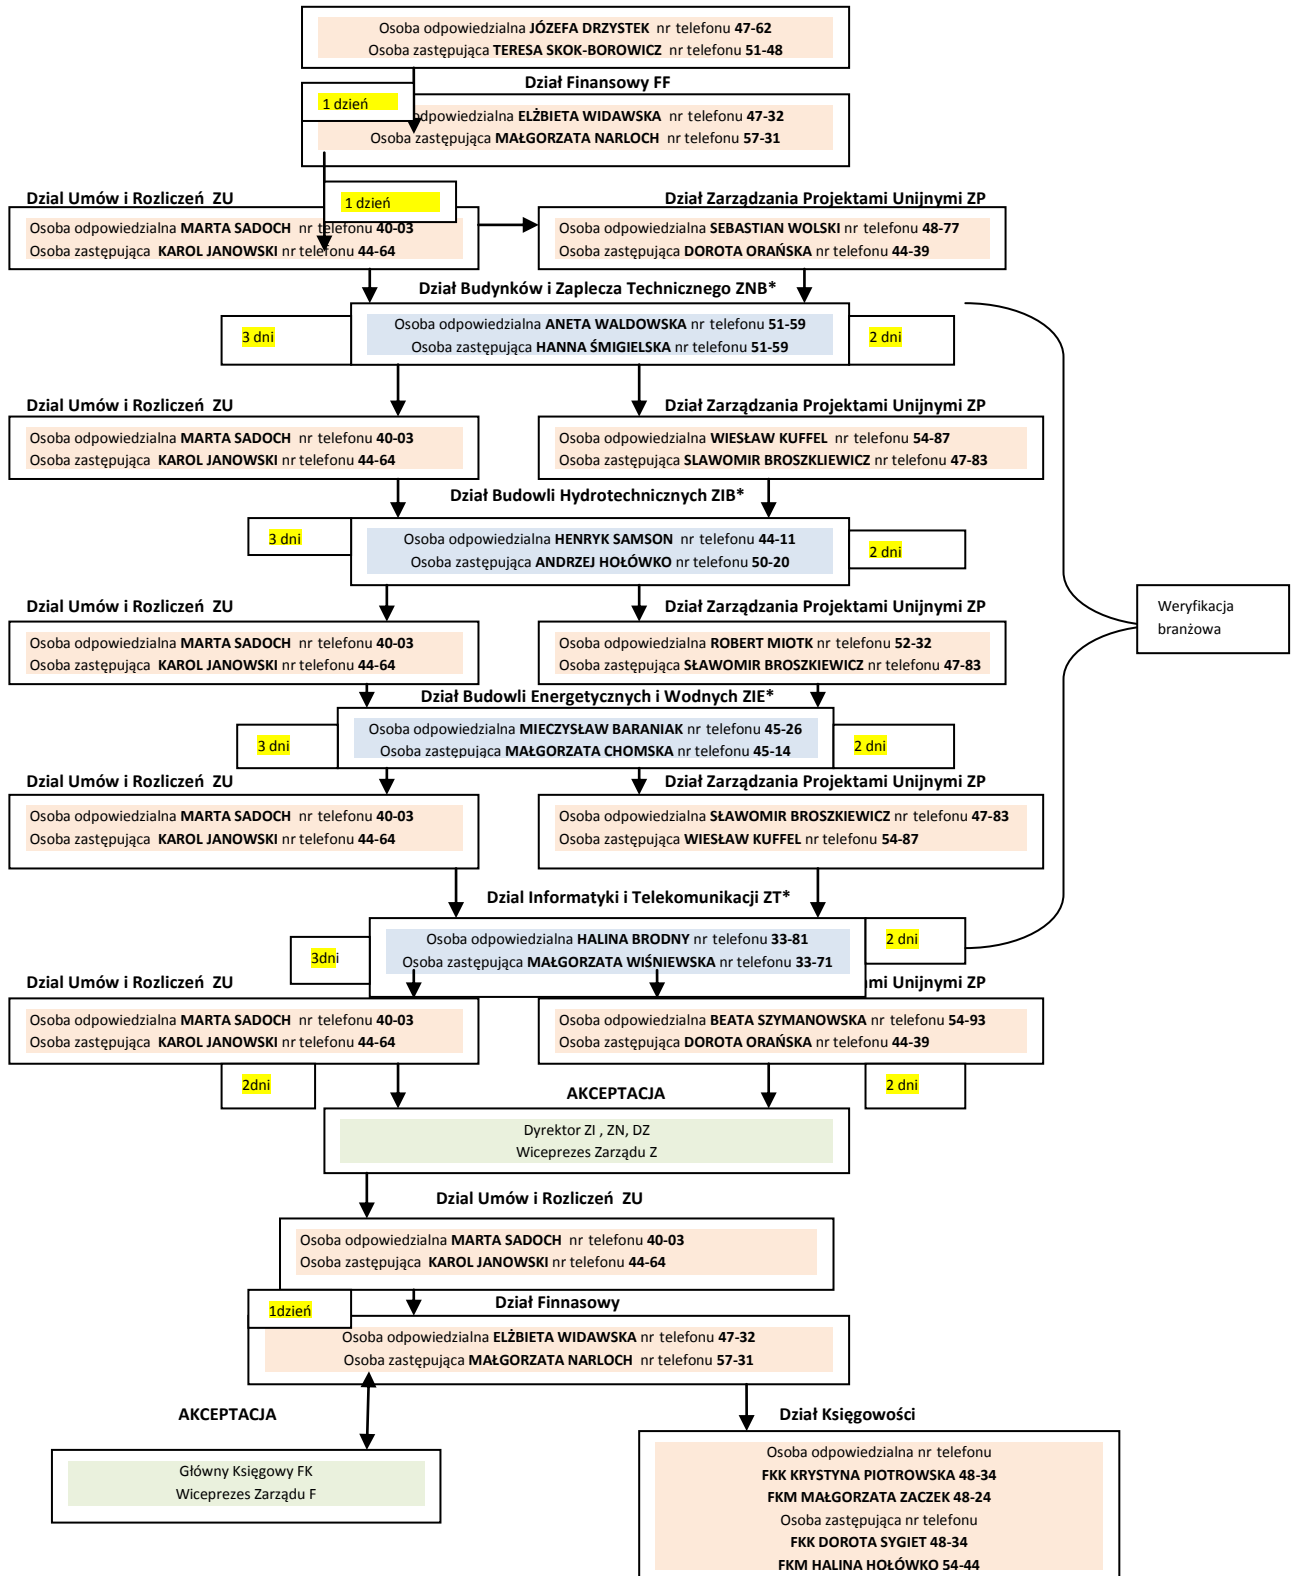 Osoba odpowiedzialna JÓZEFA DRZYSTEK nr telefonu 47-62
Osoba zastępująca TERESA SKOK-BOROWICZ nr telefonu 51-48
Dział Finansowy FF
1 dzień
odpowiedzialna ELŻBIETA WIDAWSKA nr telefonu 47-32
Osoba zastępująca MAŁGORZATA NARLOCH nr telefonu 57-31
1 dzień
Dzial Umów i Rozliczeń ZU
Osoba odpowiedzialna MARTA SADOCH nr telefonu 40-03
Osoba zastępująca KAROL JANOWSKI nr telefonu 44-64
Dział Zarządzania Projektami Unijnymi ZP
Osoba odpowiedzialna SEBASTIAN WOLSKI nr telefonu 48-77
Osoba zastępująca DOROTA ORAŃSKA nr telefonu 44-39
Dział Budynków i Zaplecza Technicznego ZNB*
3 dni
Osoba odpowiedzialna ANETA WALDOWSKA nr telefonu 51-59
Osoba zastępująca HANNA ŚMIGIELSKA nr telefonu 51-59
2 dni
Dzial Umów i Rozliczeń ZU
Osoba odpowiedzialna MARTA SADOCH nr telefonu 40-03
Osoba zastępująca KAROL JANOWSKI nr telefonu 44-64
Dział Zarządzania Projektami Unijnymi ZP
Osoba odpowiedzialna WIESŁAW KUFFEL nr telefonu 54-87
Osoba zastępująca SLAWOMIR BROSZKLIEWICZ nr telefonu 47-83
Dział Budowli Hydrotechnicznych ZIB*
3 dni
Osoba odpowiedzialna HENRYK SAMSON nr telefonu 44-11
Osoba zastępująca ANDRZEJ HOŁÓWKO nr telefonu 50-20
2 dni
Dzial Umów i Rozliczeń ZU
Osoba odpowiedzialna MARTA SADOCH nr telefonu 40-03
Osoba zastępująca KAROL JANOWSKI nr telefonu 44-64
Dział Zarządzania Projektami Unijnymi ZP
Osoba odpowiedzialna ROBERT MIOTK nr telefonu 52-32
Osoba zastępująca SŁAWOMIR BROSZKIEWICZ nr telefonu 47-83
Weryfikacja
branżowa
Dział Budowli Energetycznych i Wodnych ZIE*
3 dni
Osoba odpowiedzialna MIECZYSŁAW BARANIAK nr telefonu 45-26
Osoba zastępująca MAŁGORZATA CHOMSKA nr telefonu 45-14
2 dni
Dzial Umów i Rozliczeń ZU
Osoba odpowiedzialna MARTA SADOCH nr telefonu 40-03
Osoba zastępująca KAROL JANOWSKI nr telefonu 44-64
Dział Zarządzania Projektami Unijnymi ZP
Osoba odpowiedzialna SŁAWOMIR BROSZKIEWICZ nr telefonu 47-83
Osoba zastępująca WIESŁAW KUFFEL nr telefonu 54-87
Dzial Informatyki i Telekomunikacji ZT*
3dni
Osoba odpowiedzialna HALINA BRODNY nr telefonu 33-81
Osoba zastępująca MAŁGORZATA WIŚNIEWSKA nr telefonu 33-71
2 dni
Dzial Umów i Rozliczeń ZU
Osoba odpowiedzialna MARTA SADOCH nr telefonu 40-03
Osoba zastępująca KAROL JANOWSKI nr telefonu 44-64
Unijnymi ZP
Osoba odpowiedzialna BEATA SZYMANOWSKA nr telefonu 54-93
Osoba zastępująca DOROTA ORAŃSKA nr telefonu 44-39
2dni
2 dni
AKCEPTACJA
Dyrektor ZI , ZN, DZ
Wiceprezes Zarządu Z
Dzial Umów i Rozliczeń ZU
Osoba odpowiedzialna MARTA SADOCH nr telefonu 40-03
Osoba zastępująca KAROL JANOWSKI nr telefonu 44-64
1dzień
Dział Finnasowy
Osoba odpowiedzialna ELŻBIETA WIDAWSKA nr telefonu 47-32
Osoba zastępująca MAŁGORZATA NARLOCH nr telefonu 57-31
AKCEPTACJA
Główny Księgowy FK
Wiceprezes Zarządu F
Dział Księgowości
Osoba odpowiedzialna nr telefonu
FKK KRYSTYNA PIOTROWSKA 48-34
FKM MAŁGORZATA ZACZEK 48-24
Osoba zastępująca nr telefonu
FKK DOROTA SYGIET 48-34
FKM HALINA HOŁÓWKO 54-44